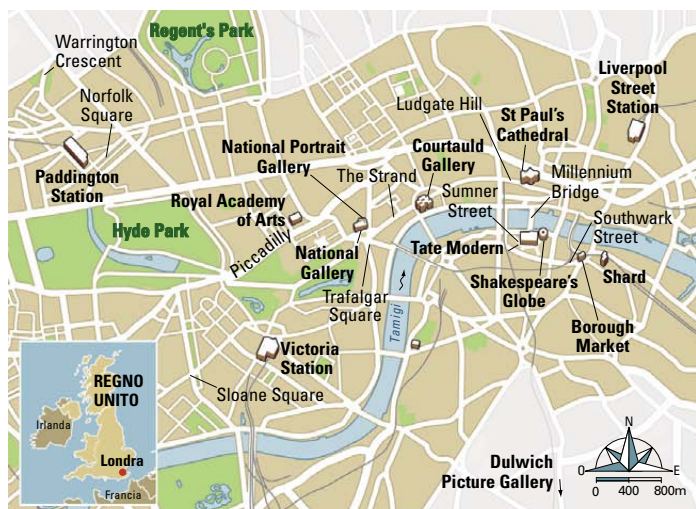 Regent's Park
Warrington
Crescent
Norfolk
Square
Paddington
Station
Hyde Park
National Portrait
Gallery
Royal Academy
of Arts
Piccadilly
The Strand
National
Gallery
Trafalgar
Square
Courtauld
Gallery
Ludgate Hill
St Paul's
Cathedral
Liverpool
Street
Station
Sumner
Street
Millennium
Bridge
Southwark
Street
Tate Modern
Shakespeare's
Globe
Shard
Borough
Market
Tamigi
Victoria
Station
Sloane Square
REGNO
UNITO
Irlanda
Londra
Francia
Dulwich
Picture Gallery
N
O
E
0 400 800m